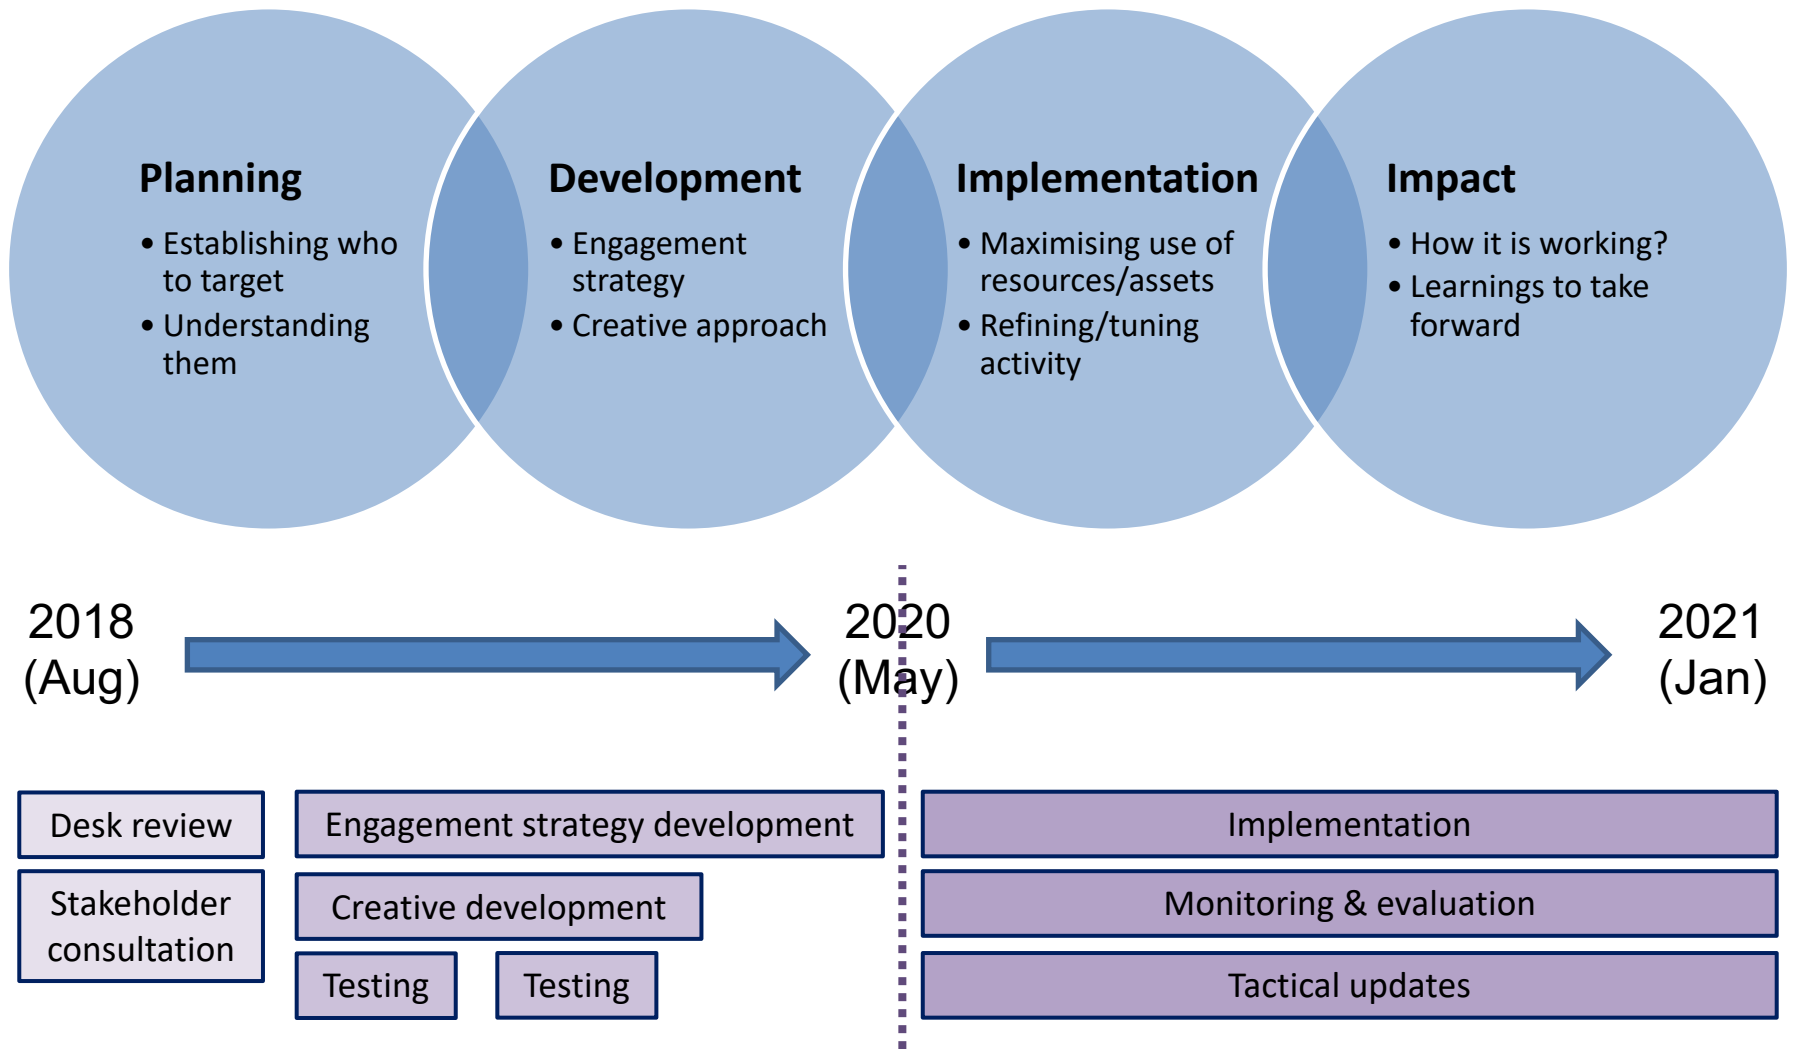 Planning
• Establishing who
to target
• Understanding
them
Development
• Engagement
strategy
• Creative approach
Implementation
• Maximising use of
resources/assets
• Refining/tuning
activity
Impact
• How it is working?
• Learnings to take
forward
2018
(Aug)
2020
(May)
2021
(Jan)
Desk review
Stakeholder
consultation
Engagement strategy development
Creative development
Testing
Testing
Implementation
Monitoring & evaluation
Tactical updates